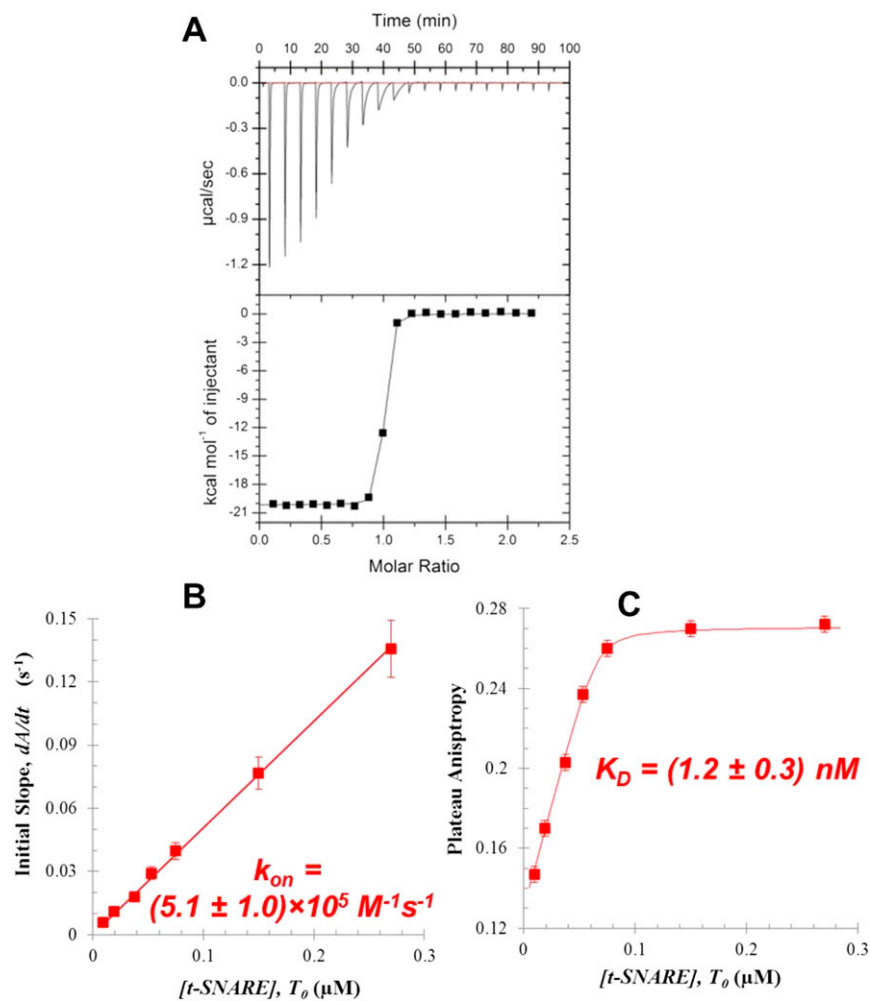 A
Time (min)
0 10 20 30 40 50 60 70 80 90 100
0.0
-0.3
-0.6
-0.9
-1.2
µcal/sec
0
-3
-6
-9
-12
-15
-18
-21
kcal mol⁻¹ of injectant
0.0 0.5 1.0 1.5 2.0 2.5
Molar Ratio
B
0.15
0.12
0.09
0.06
0.03
0
Initial Slope, dA/dt (s⁻¹)
k_on =
(5.1 ± 1.0)×10⁵ M⁻¹s⁻¹
0 0.1 0.2 0.3
[t-SNARE], T₀ (µM)
C
0.28
0.24
0.2
0.16
0.12
Plateau Anisptropy
K_D = (1.2 ± 0.3) nM
0 0.1 0.2 0.3
[t-SNARE], T₀ (µM)